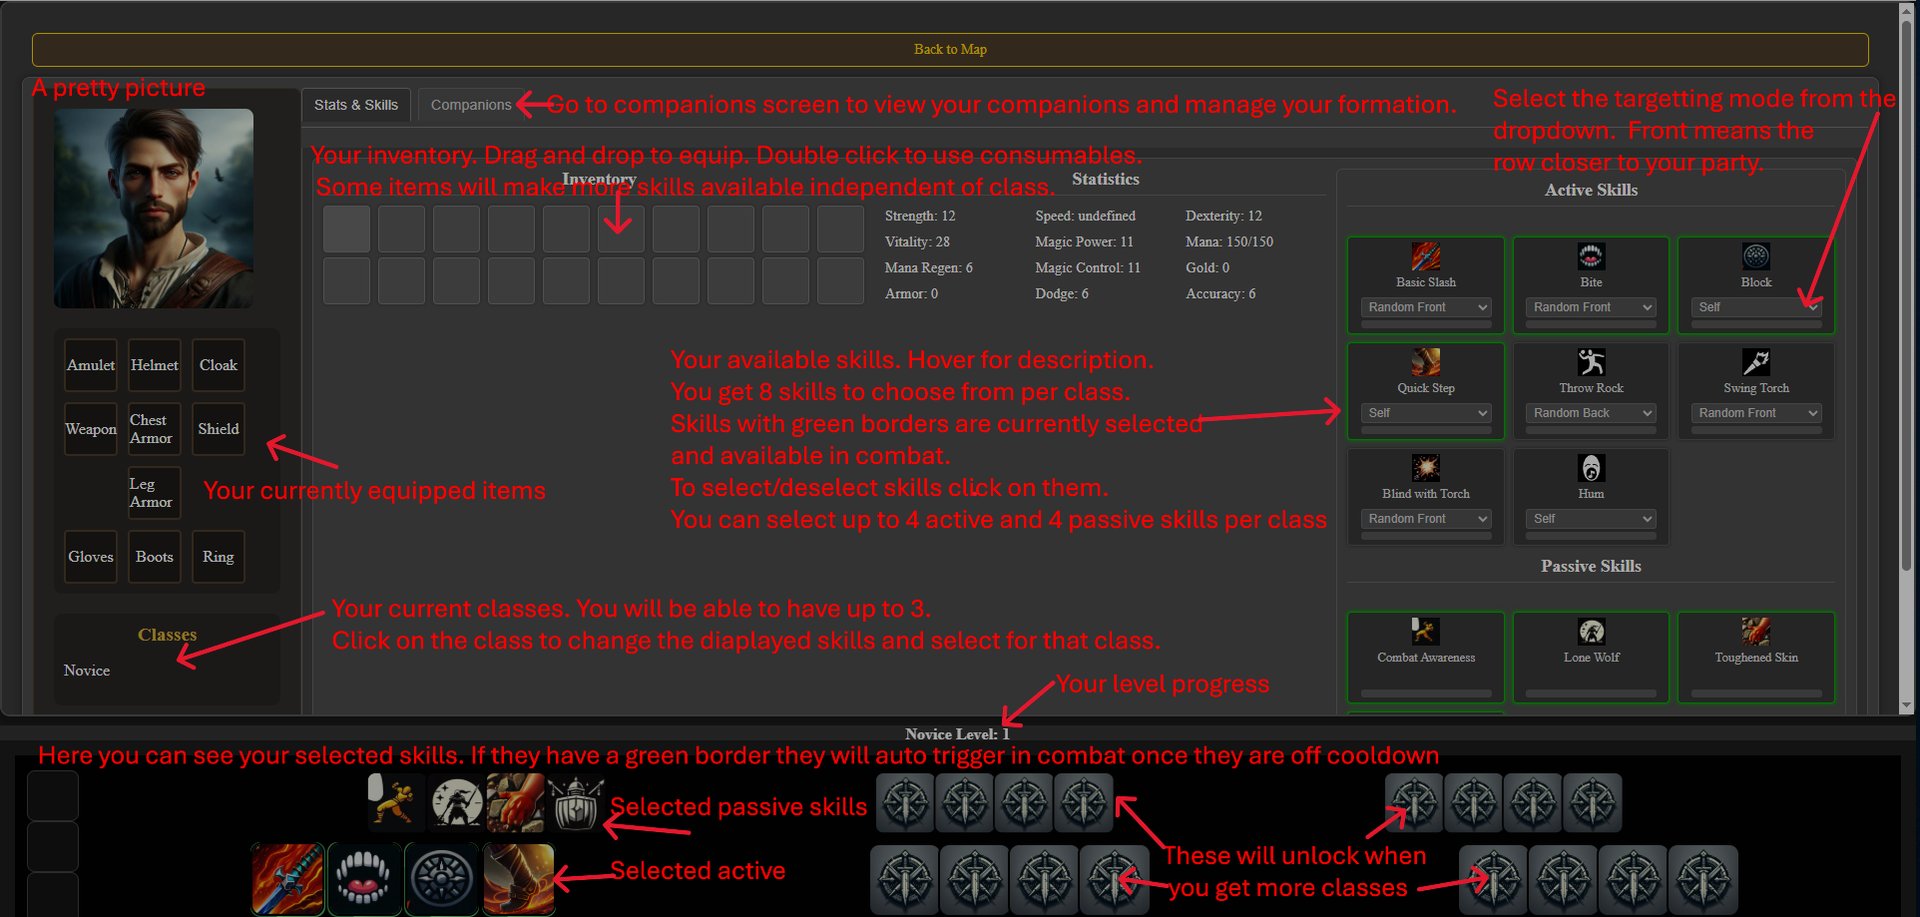 Back to Map
A pretty picture
Stats & Skills
Companions
Go to companions screen to view your companions and manage your formation.
Select the targetting mode from the
dropdown. Front means the
row closer to your party.
Your inventory. Drag and drop to equip. Double click to use consumables.
Some items will make more skills available independent of class.
Inventory
Statistics
Active Skills
Strength: 12
Speed: undefined
Dexterity: 12
Vitality: 28
Magic Power: 11
Mana: 150/150
Mana Regen: 6
Magic Control: 11
Gold: 0
Armor: 0
Dodge: 6
Accuracy: 6
Basic Slash
Random Front
Bite
Random Front
Block
Self
Quick Step
Self
Throw Rock
Random Back
Swing Torch
Random Front
Blind with Torch
Random Front
Hum
Self
Amulet
Helmet
Cloak
Weapon
Chest
Armor
Shield
Leg
Armor
Gloves
Boots
Ring
Your currently equipped items
Your available skills. Hover for description.
You get 8 skills to choose from per class.
Skills with green borders are currently selected
and available in combat.
To select/deselect skills click on them.
You can select up to 4 active and 4 passive skills per class
Passive Skills
Combat Awareness
Lone Wolf
Toughened Skin
Classes
Novice
Your current classes. You will be able to have up to 3.
Click on the class to change the diaplayed skills and select for that class.
Your level progress
Novice Level: 1
Here you can see your selected skills. If they have a green border they will auto trigger in combat once they are off cooldown
Selected passive skills
Selected active
These will unlock when
you get more classes